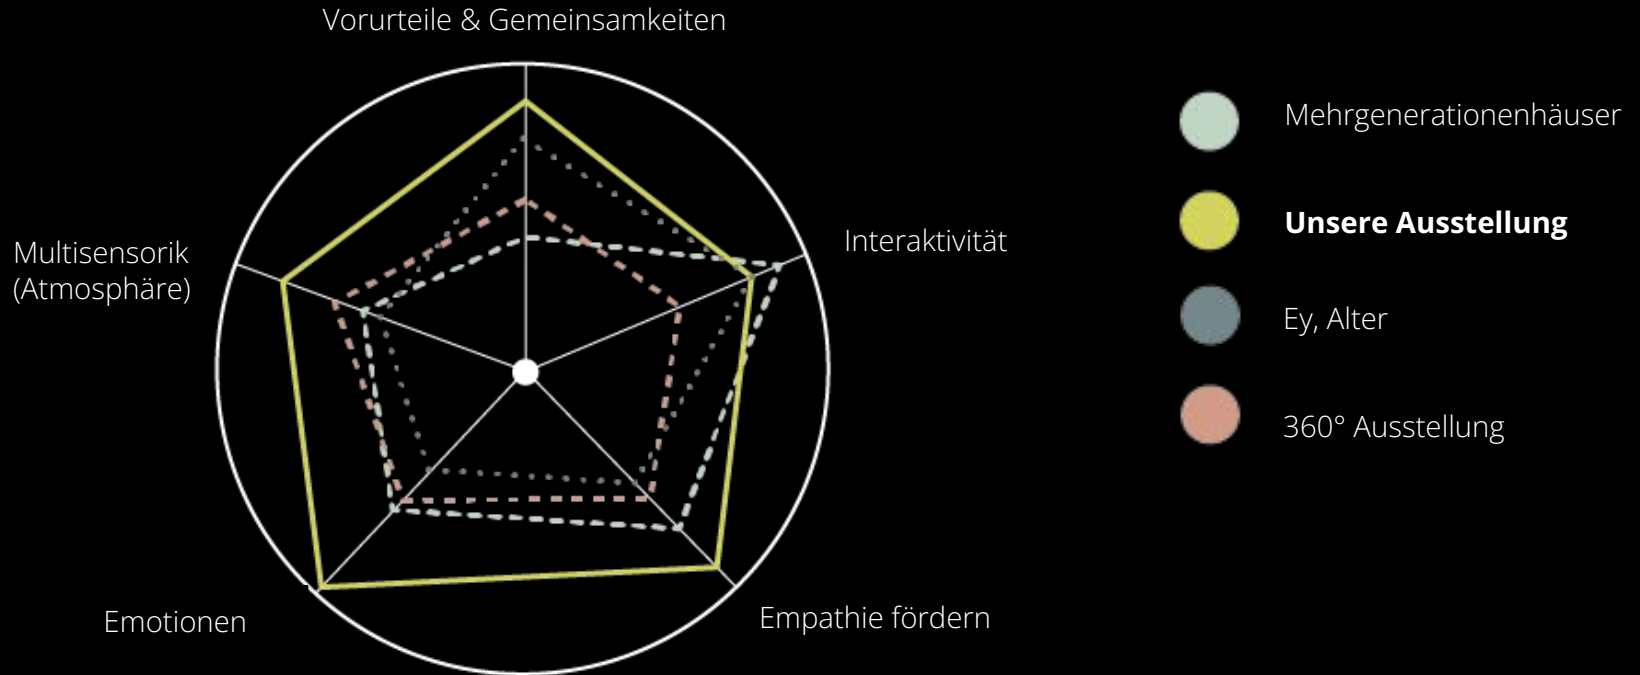 Vorurteile & Gemeinsamkeiten
Mehrgenerationenhäuser
Unsere Ausstellung
Interaktivität
Multisensorik
(Atmosphäre)
Ey, Alter
360° Ausstellung
Emotionen
Empathie fördern